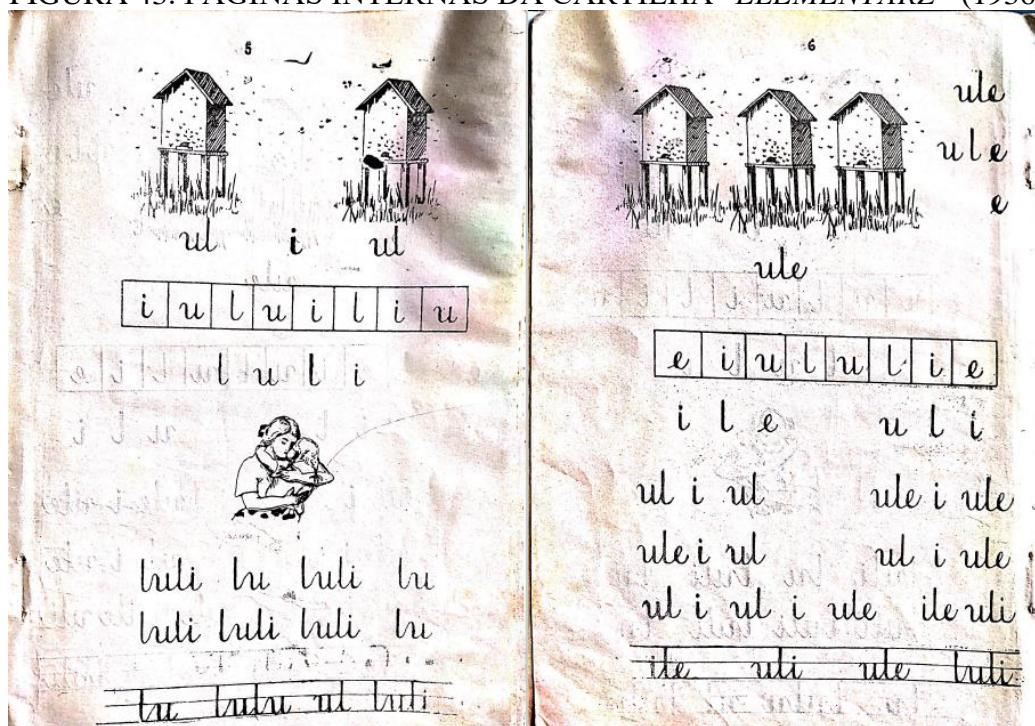 FIGURA 43: PÁGINAS INTERNAS DA CARTILHA "ELEMENTARZ" (1936
5
ul i ul
i u l u i l i u
l u l i
luli lu luli lu
luli luli luli lu
lu lulu ul luli
6
ule
ule
e
ule
e i u l u l i e
i l e u l i
ul i ul ule i ule
ule i ul ul i ule
ul i ul i ule ile uli
ile uli ule luli